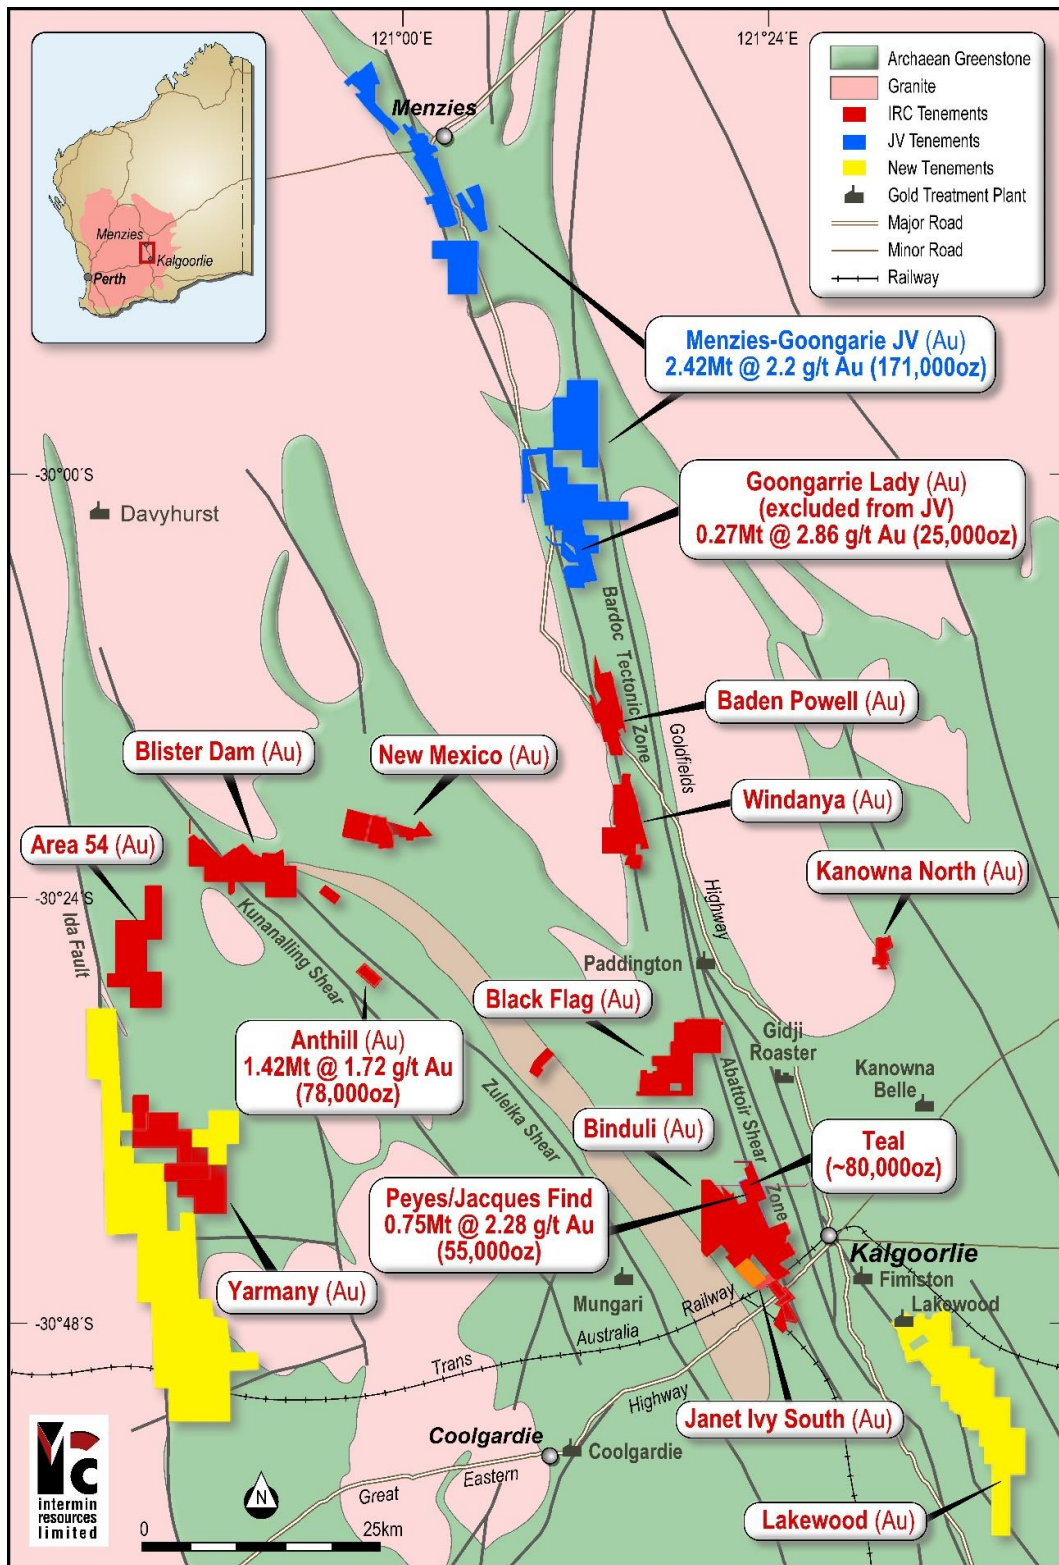 121°00´E
121°24´E
Archaean Greenstone
Granite
IRC Tenements
JV Tenements
New Tenements
Gold Treatment Plant
Major Road
Minor Road
Railway
Menzies
Kalgoorlie
Perth
Menzies
Menzies-Goongarie JV (Au)
2.42Mt @ 2.2 g/t Au (171,000oz)
-30°00´S
Davyhurst
Goongarrie Lady (Au)
(excluded from JV)
0.27Mt @ 2.86 g/t Au (25,000oz)
Bardoc Tectonic Zone
Baden Powell (Au)
Goldfields
Highway
Blister Dam (Au)
New Mexico (Au)
Windanya (Au)
Area 54 (Au)
Kanowna North (Au)
-30°24´S
Ida Fault
Kunanalling Shear
Paddington
Black Flag (Au)
Anthill (Au)
1.42Mt @ 1.72 g/t Au
(78,000oz)
Zuleika Shear
Abattoir Shear
Zone
Gidji
Roaster
Kanowna
Belle
Binduli (Au)
Teal
(~80,000oz)
Peyes/Jacques Find
0.75Mt @ 2.28 g/t Au
(55,000oz)
Yarmany (Au)
Kalgoorlie
Fimiston
Lakewood
Mungari
-30°48´S
Trans
Australia
Railway
Janet Ivy South (Au)
Coolgardie
Coolgardie
Great
Eastern
Highway
Lakewood (Au)
intermin
resources
limited
N
0
25km